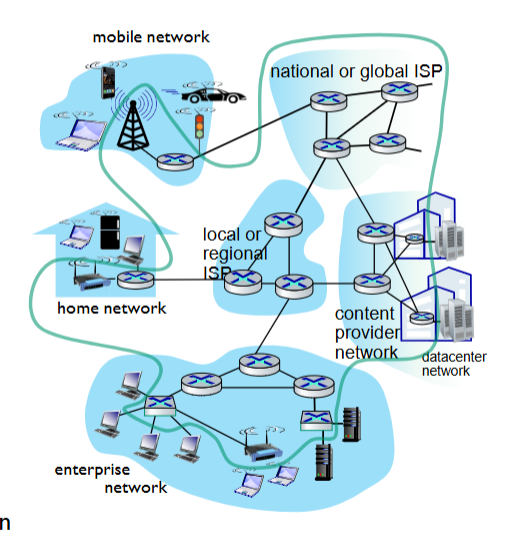 mobile network
national or global ISP
local or
regional
ISP
home network
content
provider
network
datacenter
network
enterprise
network
n